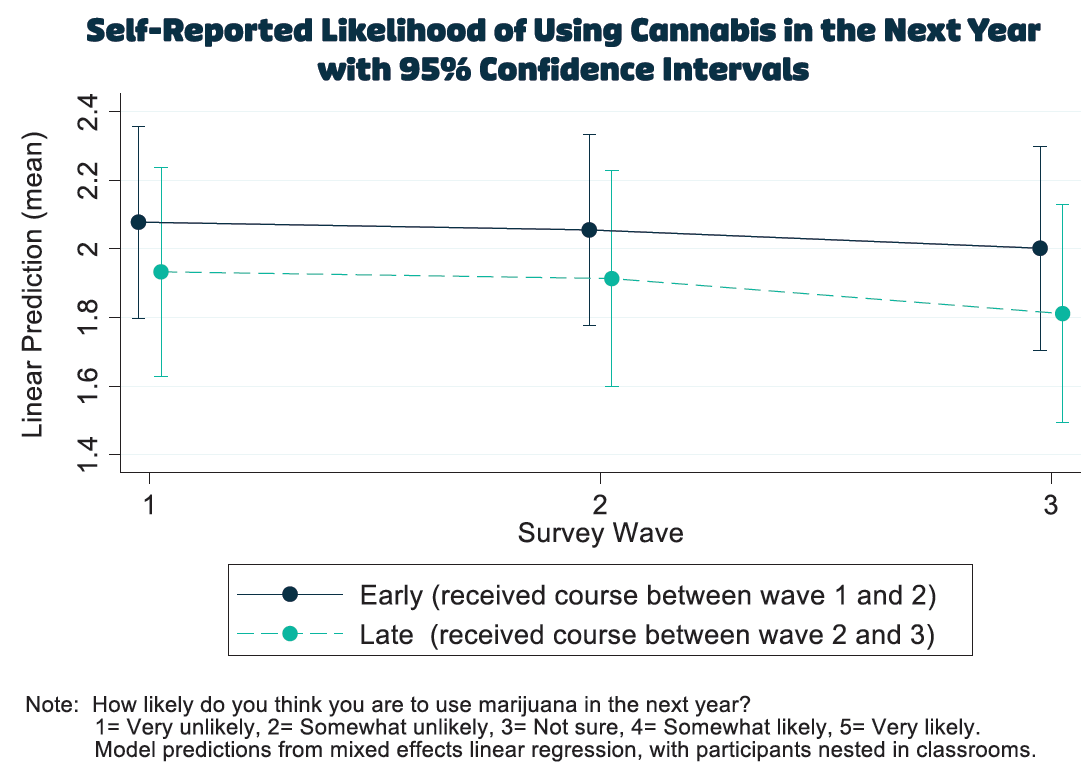 Self-Reported Likelihood of Using Cannabis in the Next Year
with 95% Confidence Intervals
Linear Prediction (mean)
2.4
2.2
2
1.8
1.6
1.4
1 2 3
Survey Wave
Early (received course between wave 1 and 2)
Late (received course between wave 2 and 3)
Note: How likely do you think you are to use marijuana in the next year?
1= Very unlikely, 2= Somewhat unlikely, 3= Not sure, 4= Somewhat likely, 5= Very likely.
Model predictions from mixed effects linear regression, with participants nested in classrooms.